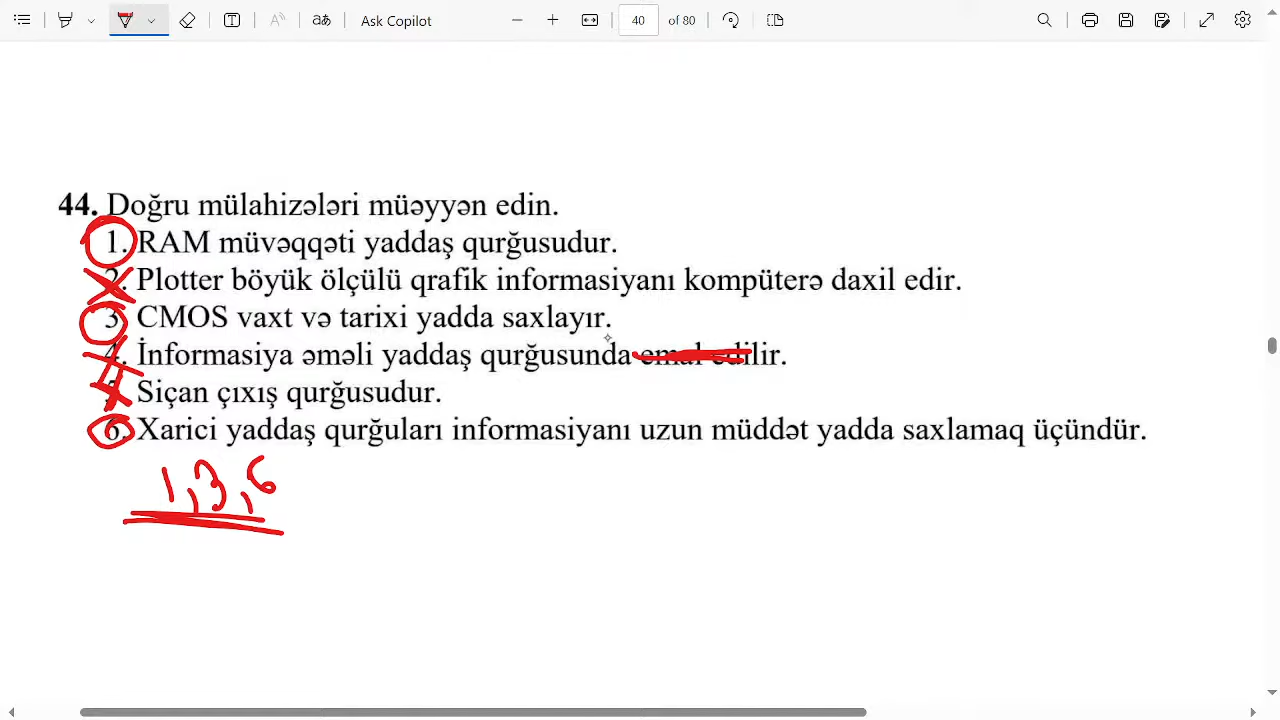 Ask Copilot 40 of 80
44. Doğru mülahizələri müəyyən edin.
1. RAM müvəqqəti yaddaş qurğusudur.
2. Plotter böyük ölçülü qrafik informasiyanı kompüterə daxil edir.
3. CMOS vaxt və tarixi yadda saxlayır.
4. İnformasiya əməli yaddaş qurğusunda emal edilir.
5. Siçan çıxış qurğusudur.
6. Xarici yaddaş qurğuları informasiyanı uzun müddət yadda saxlamaq üçündür.
1,3,6